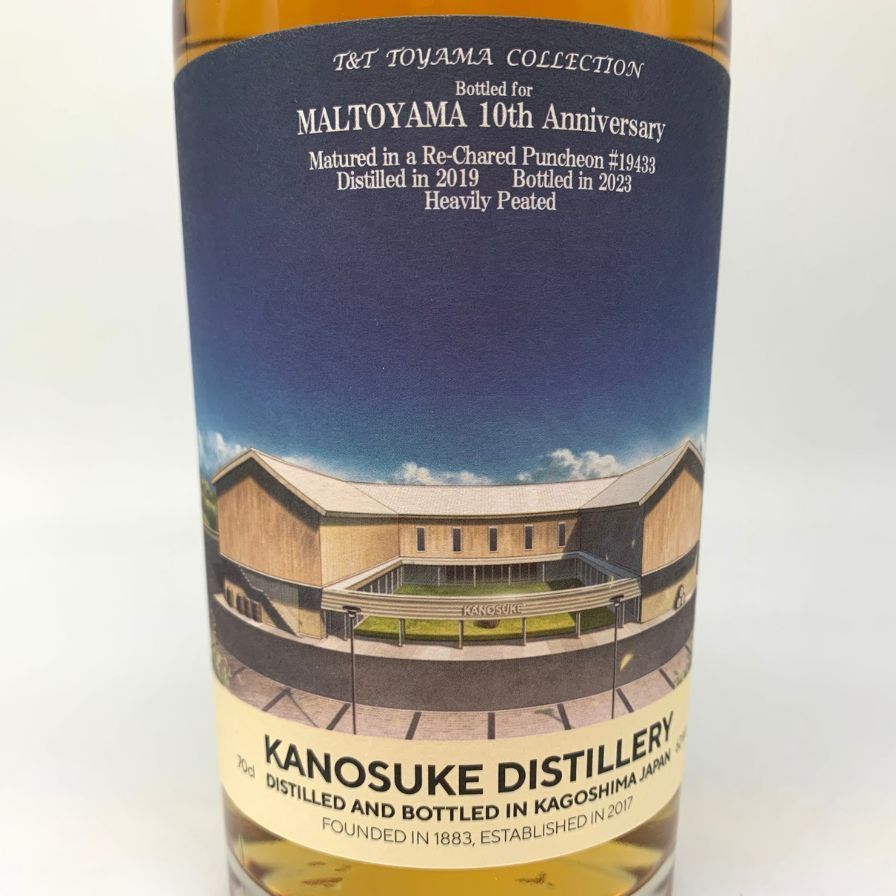 T&T TOYAMA COLLECTION
Bottled for
MALTOYAMA 10th Anniversary
Matured in a Re-Chared Puncheon #19433
Distilled in 2019 Bottled in 2023
Heavily Peated
KANOSUKE
70cl
KANOSUKE DISTILLERY
DISTILLED AND BOTTLED IN KAGOSHIMA JAPAN
FOUNDED IN 1883, ESTABLISHED IN 2017